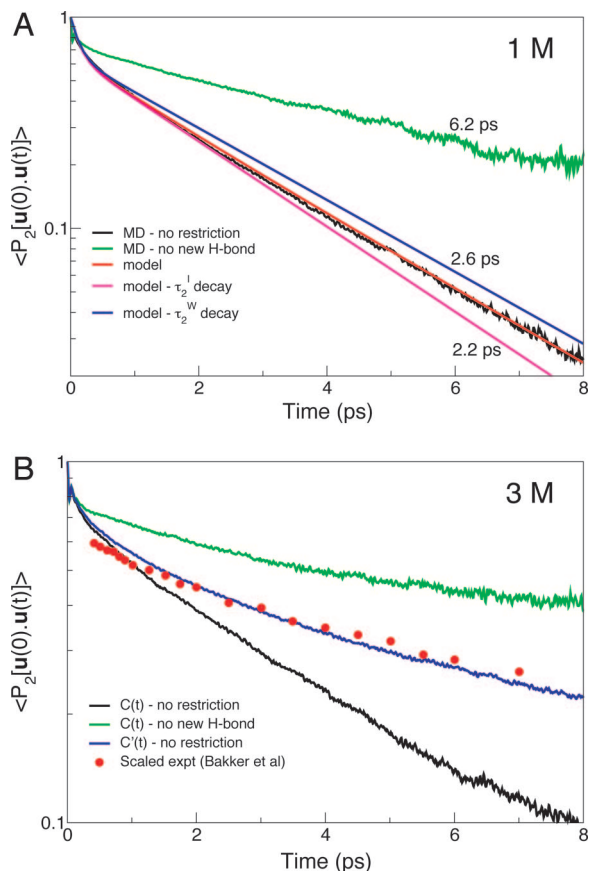 A
1 M
<P2[u(0).u(t)]>
1
0.1
6.2 ps
2.6 ps
2.2 ps
MD - no restriction
MD - no new H-bond
model
model - τ2^I decay
model - τ2^W decay
0
2
4
6
8
Time (ps)
B
3 M
<P2[u(0).u(t)]>
1
0.1
C(t) - no restriction
C(t) - no new H-bond
C'(t) - no restriction
Scaled expt (Bakker et al)
0
2
4
6
8
Time (ps)